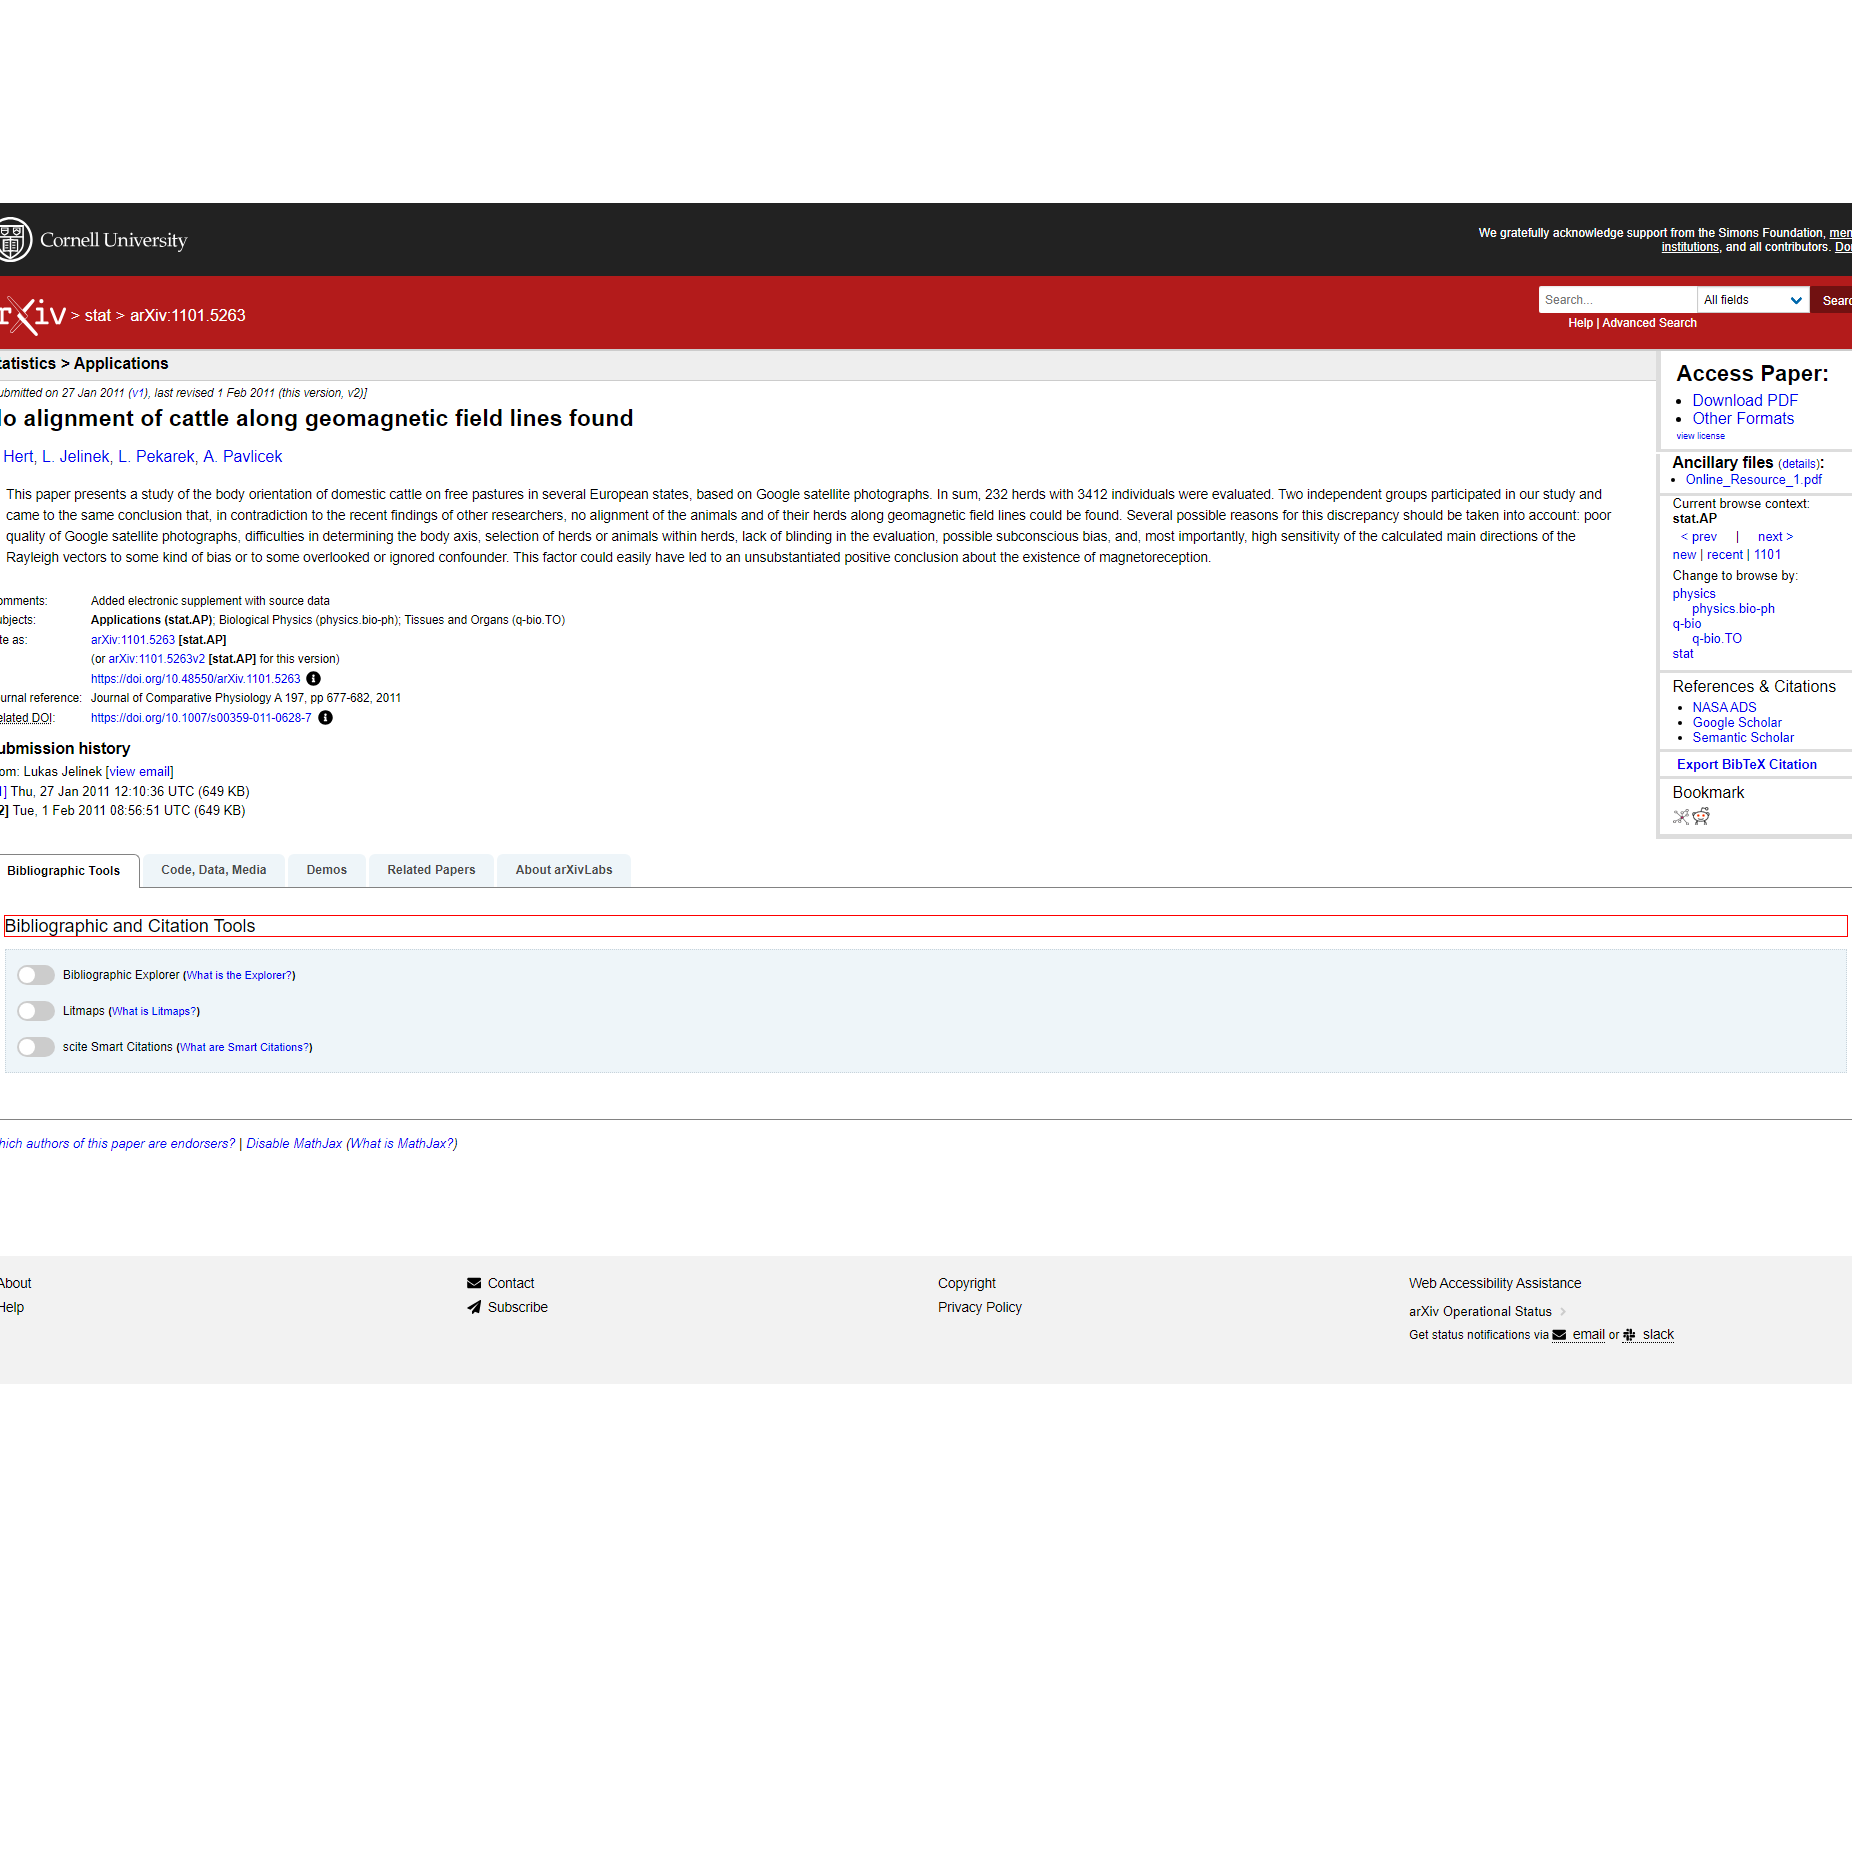 Cornell University
We gratefully acknowledge support from the Simons Foundation,
institutions, and all contributors.
> stat > arXiv:1101.5263
Search...
All fields
Help | Advanced Search
> Applications
on 27 Jan 2011 (v1), last revised 1 Feb 2011 (this version, v2)]
alignment of cattle along geomagnetic field lines found
Hert, L. Jelinek, L. Pekarek, A. Pavlicek
This paper presents a study of the body orientation of domestic cattle on free pastures in several European states, based on Google satellite photographs. In sum, 232 herds with 3412 individuals were evaluated. Two independent groups participated in our study and
came to the same conclusion that, in contradiction to the recent findings of other researchers, no alignment of the animals and of their herds along geomagnetic field lines could be found. Several possible reasons for this discrepancy should be taken into account: poor
quality of Google satellite photographs, difficulties in determining the body axis, selection of herds or animals within herds, lack of blinding in the evaluation, possible subconscious bias, and, most importantly, high sensitivity of the calculated main directions of the
Rayleigh vectors to some kind of bias or to some overlooked or ignored confounder. This factor could easily have led to an unsubstantiated positive conclusion about the existence of magnetoreception.
Added electronic supplement with source data
Applications (stat.AP); Biological Physics (physics.bio-ph); Tissues and Organs (q-bio.TO)
as: arXiv:1101.5263 [stat.AP]
(or arXiv:1101.5263v2 [stat.AP] for this version)
https://doi.org/10.48550/arXiv.1101.5263
reference: Journal of Comparative Physiology A 197, pp 677-682, 2011
DOI: https://doi.org/10.1007/s00359-011-0628-7
history
Lukas Jelinek [view email]
Thu, 27 Jan 2011 12:10:36 UTC (649 KB)
Tue, 1 Feb 2011 08:56:51 UTC (649 KB)
Access Paper:
Download PDF
Other Formats
view license
Ancillary files (details):
Online_Resource_1.pdf
Current browse context:
stat.AP
< prev | next >
new | recent | 1101
Change to browse by:
physics
physics.bio-ph
q-bio
q-bio.TO
stat
References & Citations
NASA ADS
Google Scholar
Semantic Scholar
Export BibTeX Citation
Bookmark
Bibliographic Tools
Code, Data, Media
Demos
Related Papers
About arXivLabs
Bibliographic and Citation Tools
Bibliographic Explorer (What is the Explorer?)
Litmaps (What is Litmaps?)
scite Smart Citations (What are Smart Citations?)
authors of this paper are endorsers? | Disable MathJax (What is MathJax?)
About
Help
Contact
Subscribe
Copyright
Privacy Policy
Web Accessibility Assistance
arXiv Operational Status
Get status notifications via email or slack